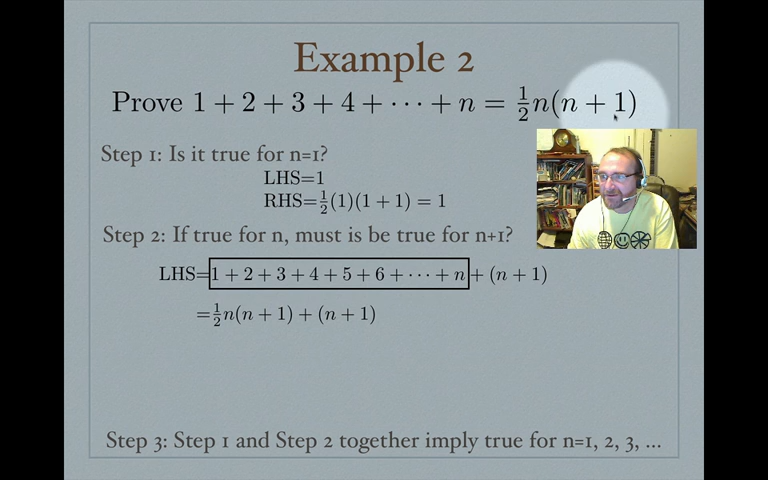 Example 2
Prove 1 + 2 + 3 + 4 + ··· + n = ½n(n + 1)
Step 1: Is it true for n=1?
LHS=1
RHS=½(1)(1 + 1) = 1
Step 2: If true for n, must is be true for n+1?
LHS=1 + 2 + 3 + 4 + 5 + 6 + ··· + n + (n + 1)
=½n(n + 1) + (n + 1)
Step 3: Step 1 and Step 2 together imply true for n=1, 2, 3, ...